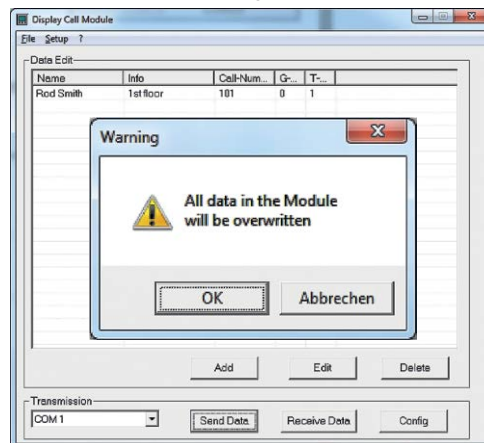 Display Call Module
File Setup ?
Data Edit
Name Info Call-Num... G-... T-...
Rod Smith 1st floor 101 0 1
Warning
All data in the Module
will be overwritten
OK Abbrechen
Add Edit Delete
Transmission
COM 1 Send Data Receive Data Config